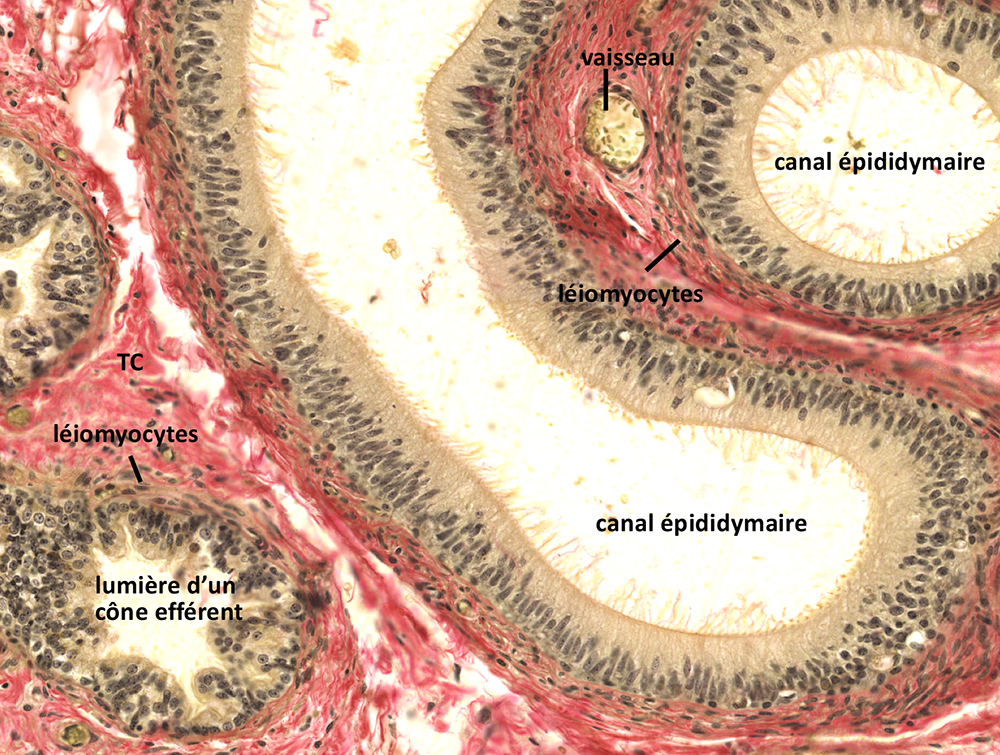 vaisseau
canal épididymaire
léiomyocytes
TC
léiomyocytes
canal épididymaire
lumière d’un
cône efférent